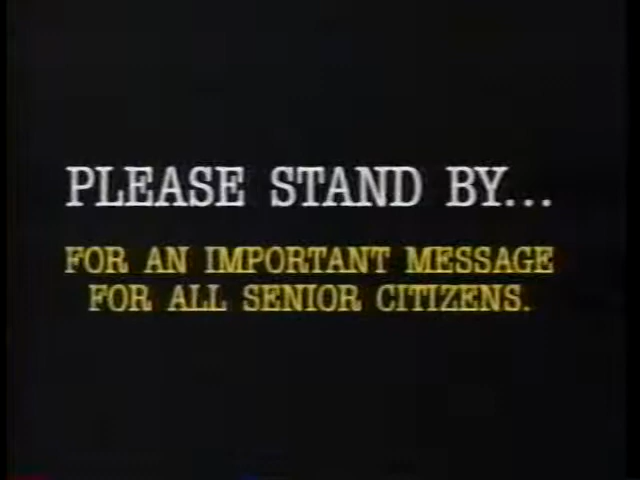 PLEASE STAND BY...
FOR AN IMPORTANT MESSAGE
FOR ALL SENIOR CITIZENS.